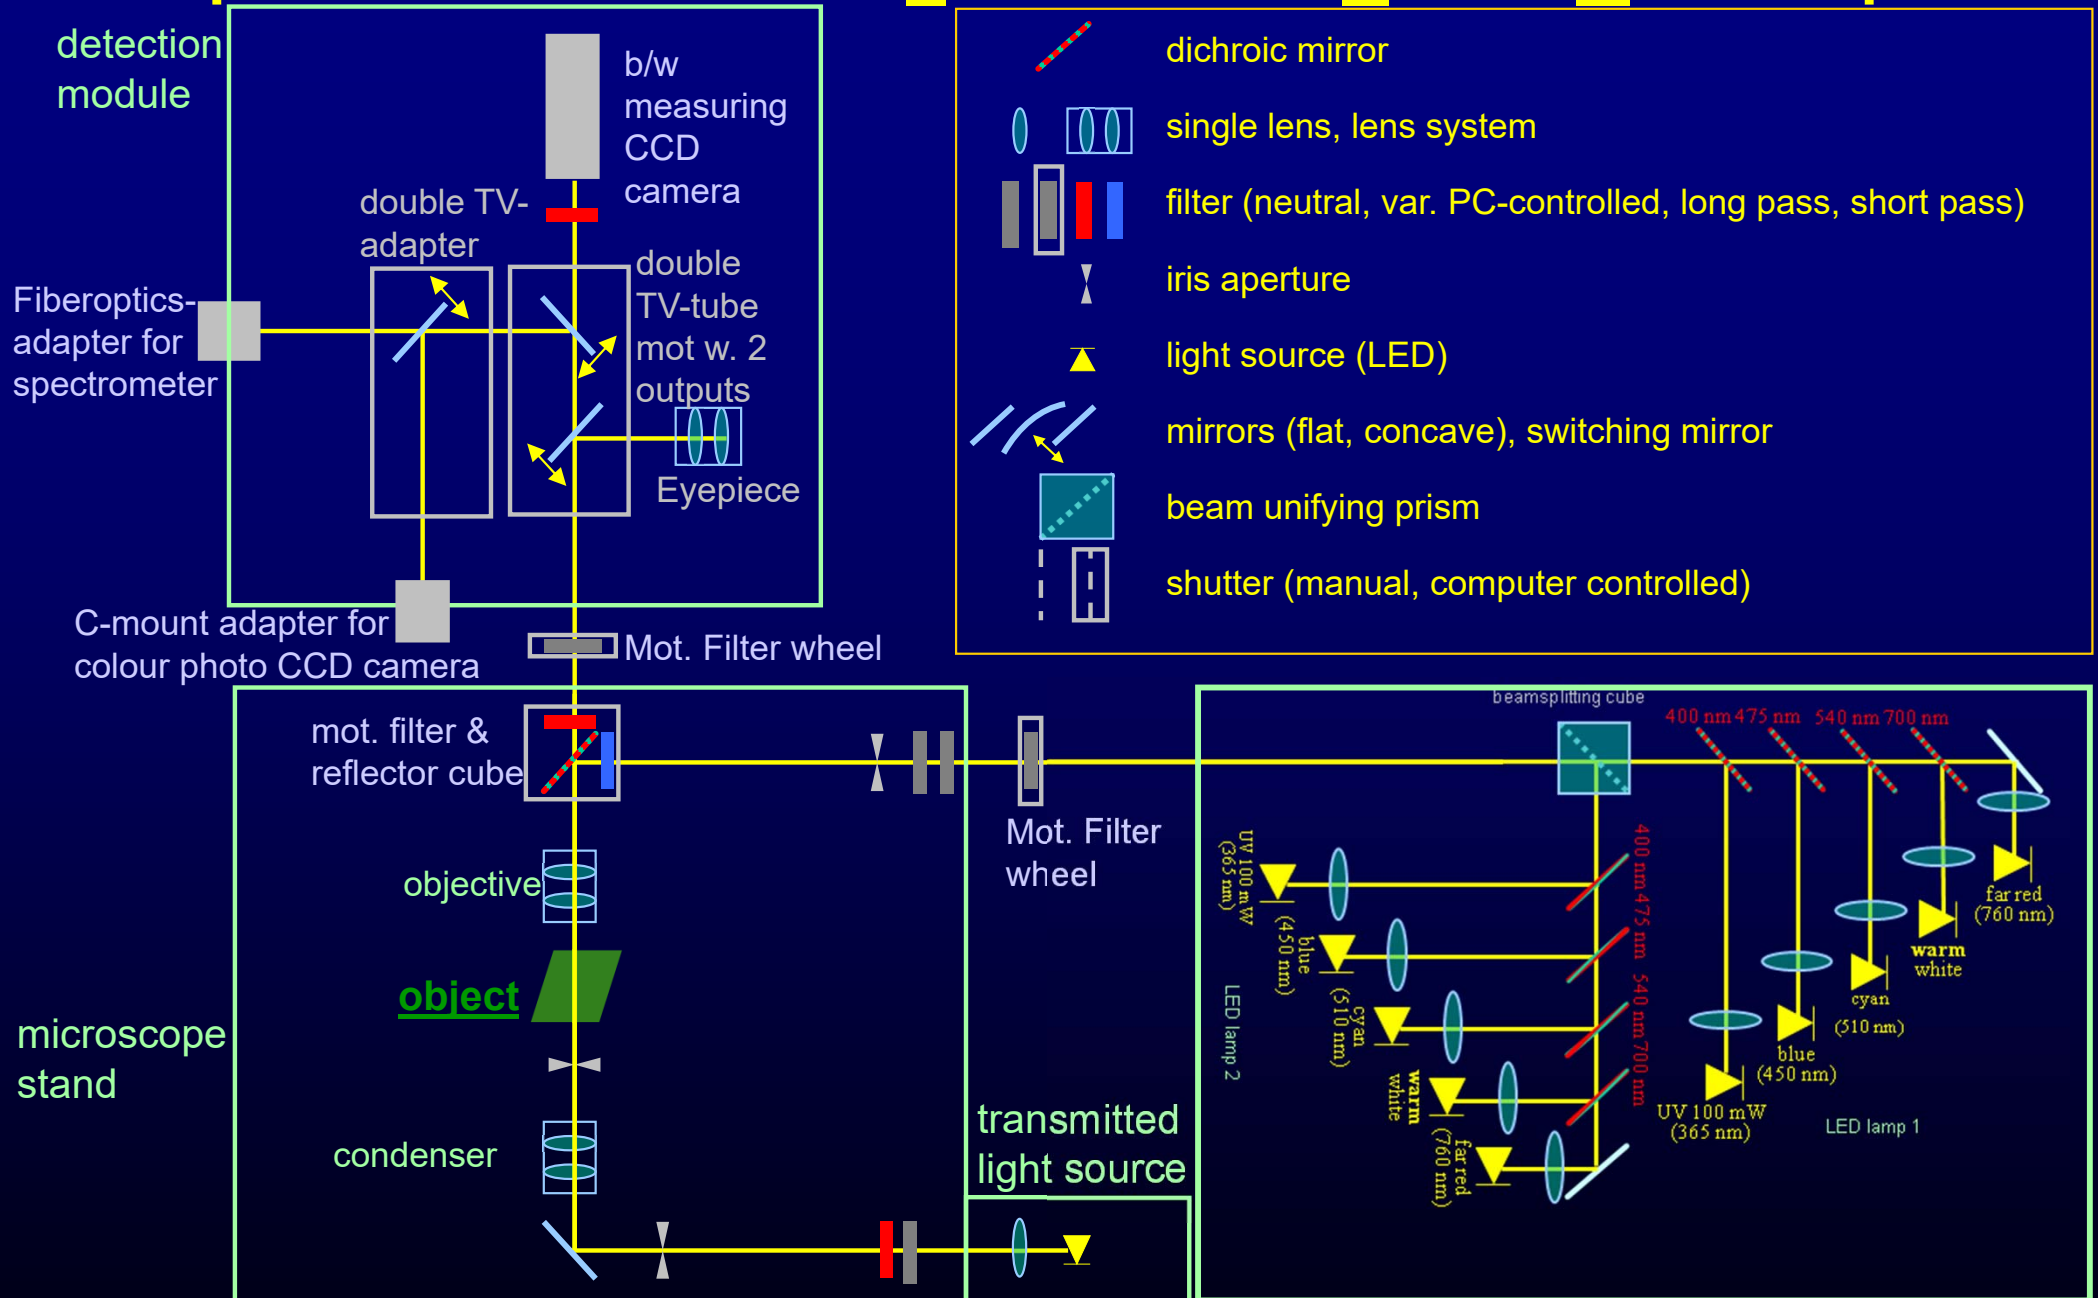 detection
module
b/w
measuring
CCD
camera
double TV-
adapter
double
TV-tube
mot w. 2
outputs
Fiberoptics-
adapter for
spectrometer
Eyepiece
C-mount adapter for
colour photo CCD camera
Mot. Filter wheel
dichroic mirror
single lens, lens system
filter (neutral, var. PC-controlled, long pass, short pass)
iris aperture
light source (LED)
mirrors (flat, concave), switching mirror
beam unifying prism
shutter (manual, computer controlled)
mot. filter &
reflector cube
objective
object
microscope
stand
condenser
Mot. Filter
wheel
transmitted
light source
beamsplitting cube
400 nm 475 nm 540 nm 700 nm
far red
(760 nm)
warm
white
cyan
(510 nm)
blue
(450 nm)
UV 100 mW
(365 nm)
LED lamp 1
400 nm 475 nm 540 nm 700 nm
UV 100 mW
(365 nm)
blue
(450 nm)
cyan
(510 nm)
warm
white
far red
(760 nm)
LED lamp 2